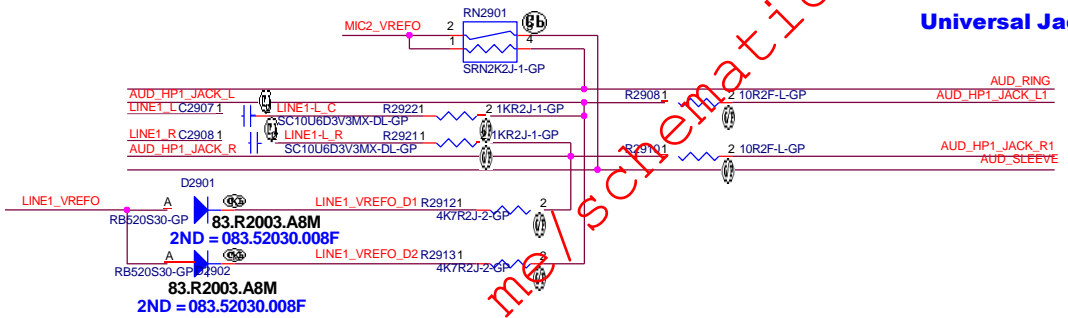 RN2901
Universal Ja
MIC2_VREFO
2
1
4
SRN2K2J-1-GP
AUD_RING
AUD_HP1_JACK_L
R2908 1
2 10R2F-L-GP
AUD_HP1_JACK_L1
LINE1_L C2907 1
LINE1-L_C
R2922 1
2 1KR2J-1-GP
SC10U6D3V3MX-DL-GP
LINE1_R C2908 1
LINE1-L_R
R2921 1
1KR2J-1-GP
AUD_HP1_JACK_R
SC10U6D3V3MX-DL-GP
R2910 1
2 10R2F-L-GP
AUD_HP1_JACK_R1
AUD_SLEEVE
D2901
LINE1_VREFO
A
LINE1_VREFO_D1 R2912 1
2
RB520S30-GP
83.R2003.A8M
4K7R2J-2-GP
2ND = 083.52030.008F
A
LINE1_VREFO_D2 R2913 1
2
RB520S30-GP
D2902
4K7R2J-2-GP
83.R2003.A8M
2ND = 083.52030.008F
me/schematic